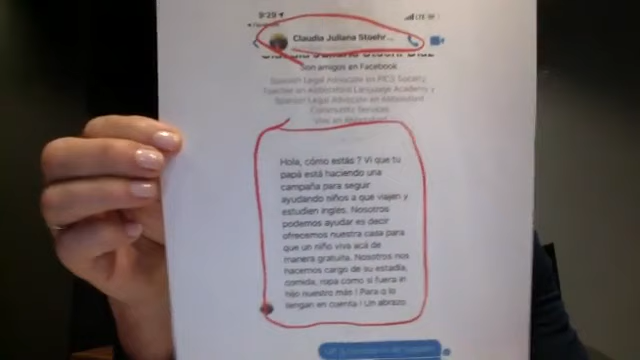 9:29
Claudia Juliana Stoehr...
Son amigos en Facebook
Spanish Legal Advocate en PICS Society,
Teacher en Abbotsford Language Academy y
Spanish Legal Advocate en Abbotsford
Community Services
Hola, cómo estás ? Vi que tu
papá está haciendo una
campaña para seguir
ayudando niños a que viajen y
estudien inglés. Nosotros
podemos ayudar es decir
ofrecemos nuestra casa para
que un niño viva acá de
manera gratuita. Nosotros nos
hacemos cargo de su estadía,
comida, ropa como si fuera in
hijo nuestro más ! Para q lo
tengan en cuenta ! Un abrazo